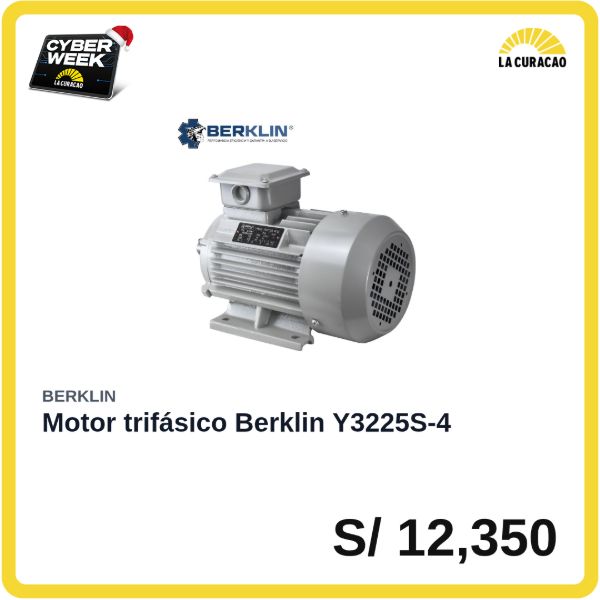 CYBER
WEEK
LA CURACAO
LA CURACAO
BERKLIN®
BERKLIN
Motor trifásico Berklin Y3225S-4
S/ 12,350